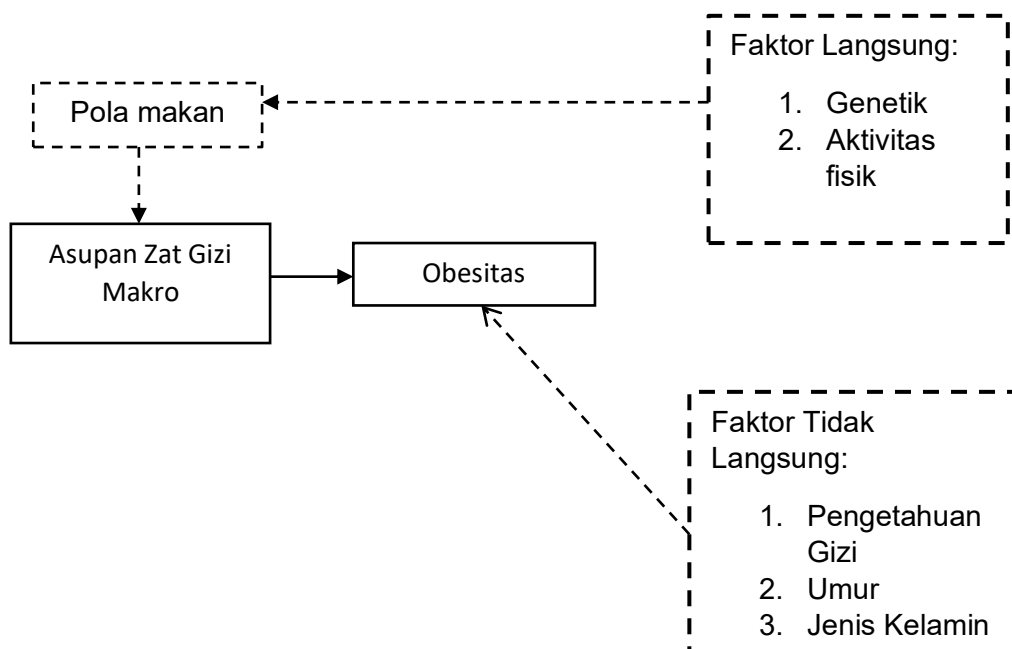 Faktor Langsung:
1. Genetik
2. Aktivitas
fisik
Pola makan
Asupan Zat Gizi
Makro
Obesitas
Faktor Tidak
Langsung:
1. Pengetahuan
Gizi
2. Umur
3. Jenis Kelamin